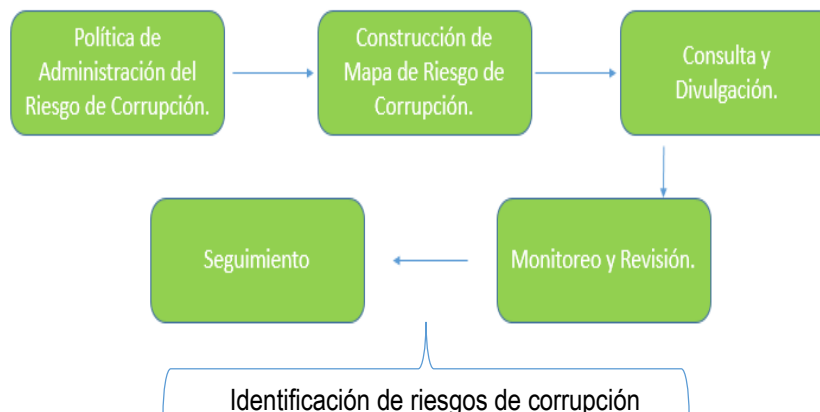 Política de
Administración del
Riesgo de Corrupción.
Construcción de
Mapa de Riesgo de
Corrupción.
Consulta y
Divulgación.
Monitoreo y Revisión.
Seguimiento
Identificación de riesgos de corrupción